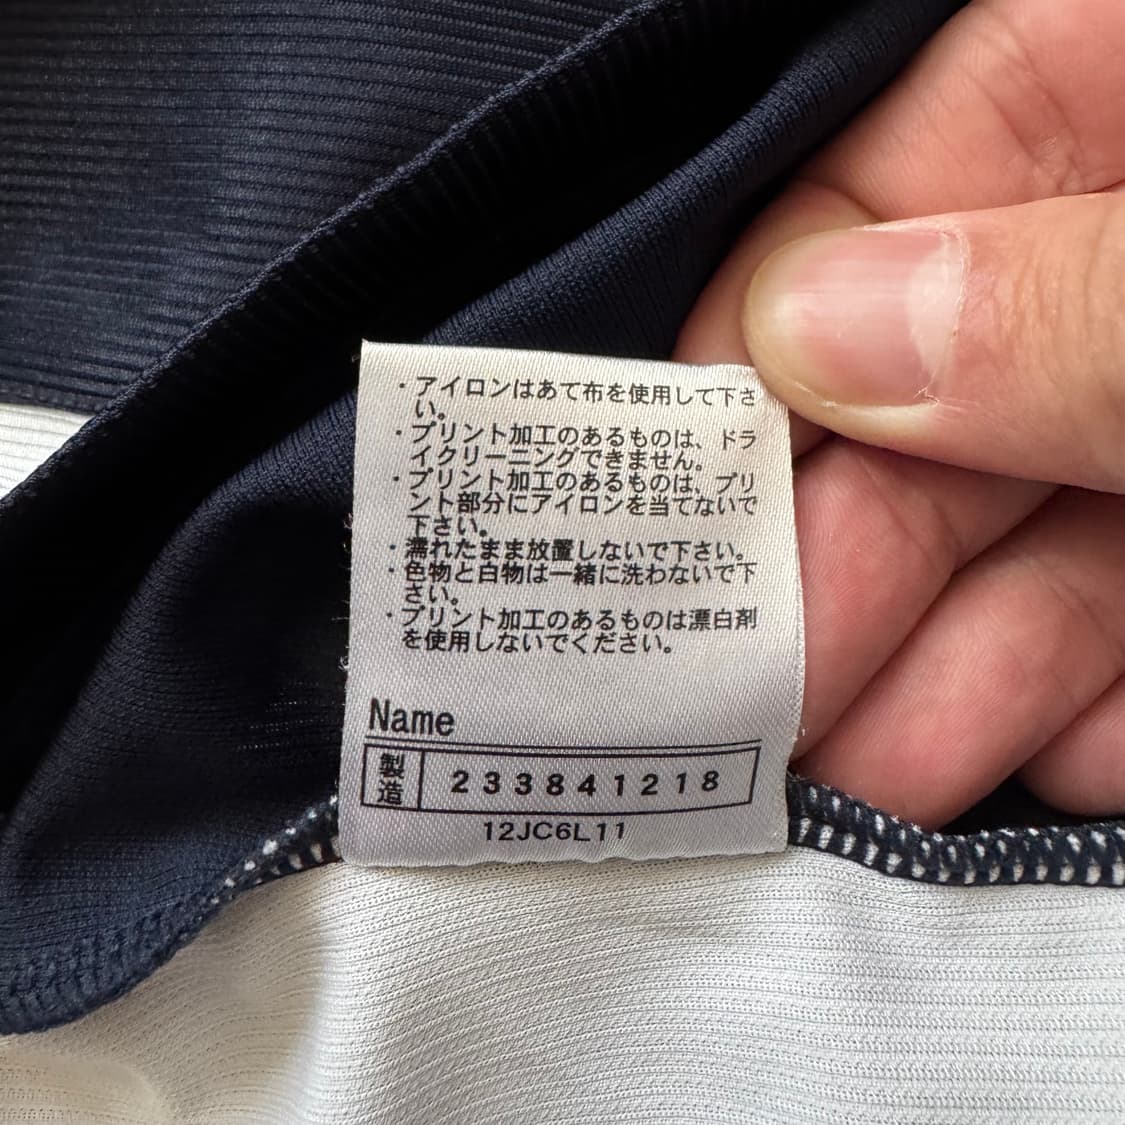 ・アイロンはあて布を使用して下さ
い。
・プリント加工のあるものは、ドラ
イクリーニングできません。
・プリント加工のあるものは、プリ
ント部分にアイロンを当てないで
下さい。
・濡れたまま放置しないで下さい。
・色物と白物は一緒に洗わないで下
さい。
・プリント加工のあるものは漂白剤
を使用しないでください。
Name
製造 233841218
12JC6L11